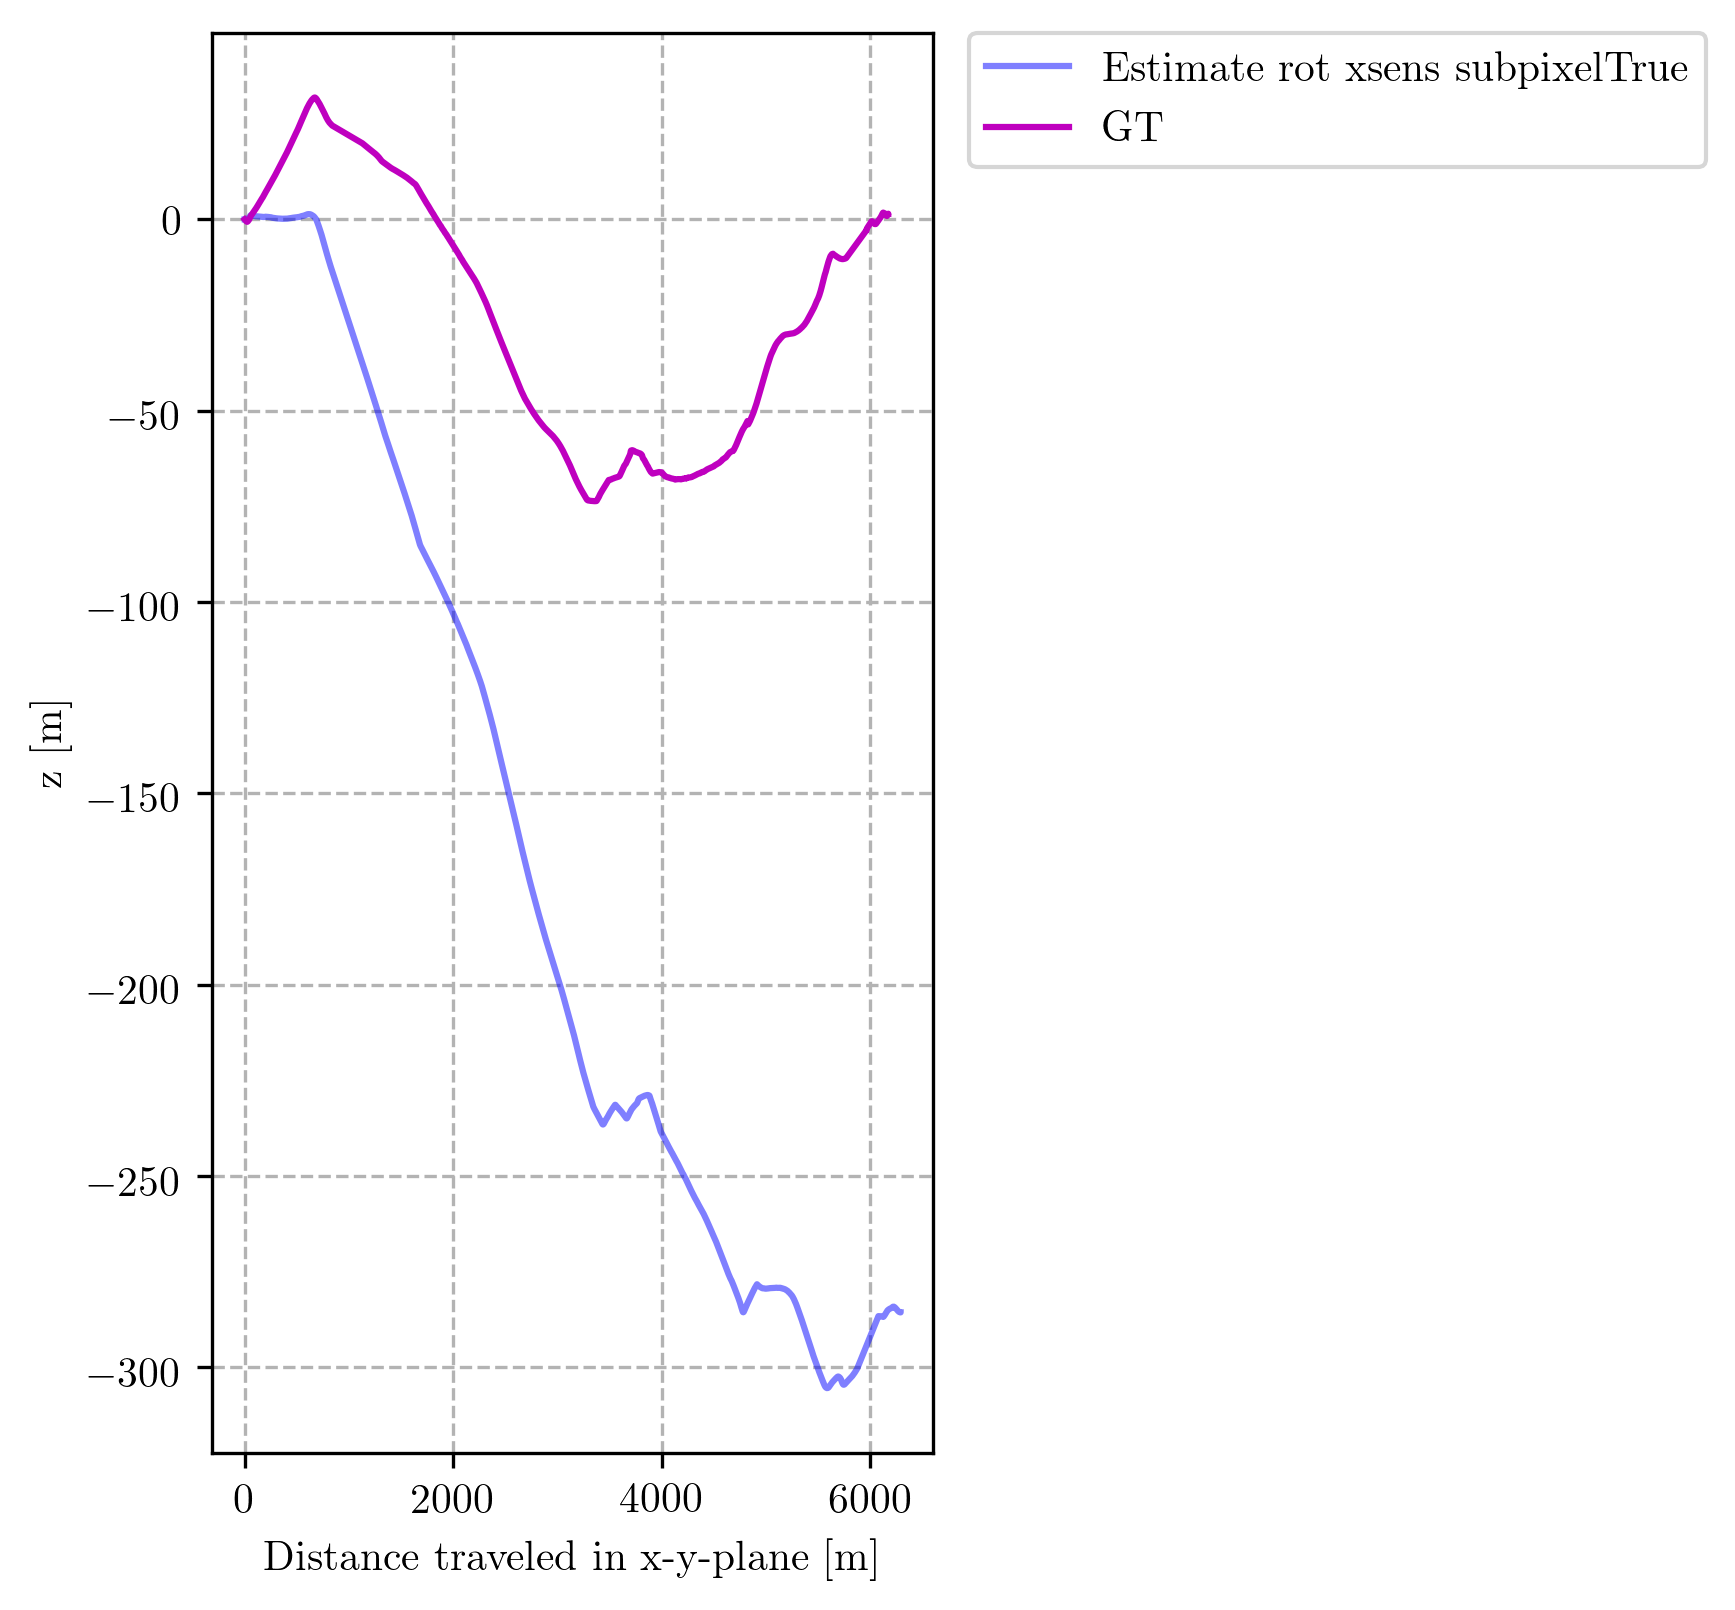 Estimate rot xsens subpixelTrue
GT
0
−50
−100
−150
−200
−250
−300
z [m]
0 2000 4000 6000
Distance traveled in x-y-plane [m]